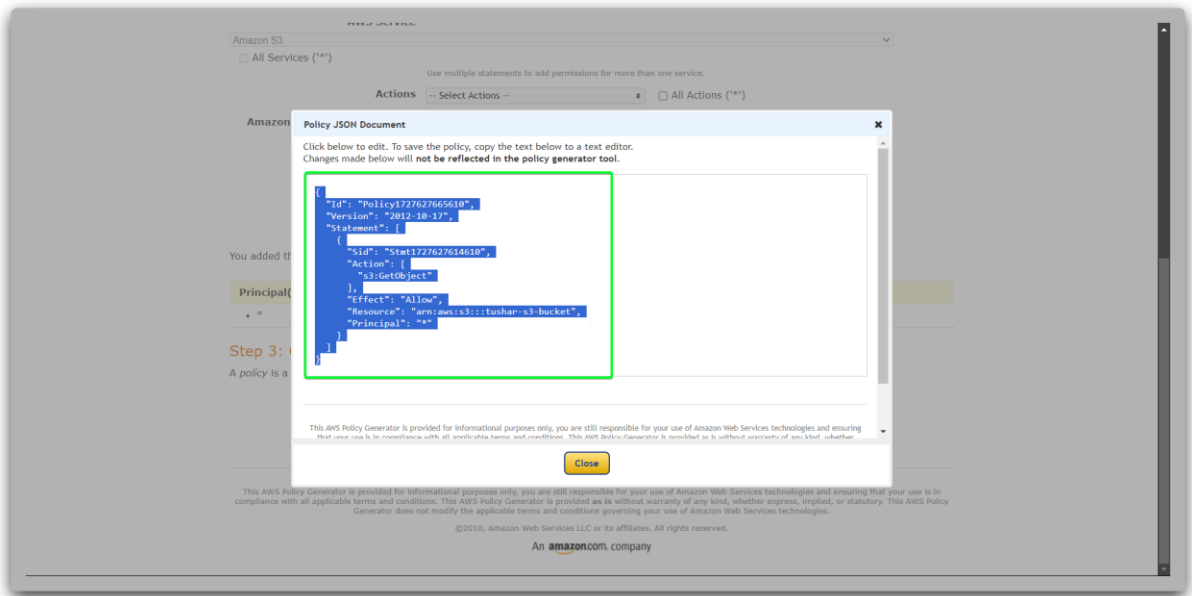 AWS Service
Amazon S3
All Services ('*')
Use multiple statements to add permissions for more than one service.
Actions -- Select Actions -- All Actions ('*')
Amazon
Policy JSON Document
Click below to edit. To save the policy, copy the text below to a text editor.
Changes made below will not be reflected in the policy generator tool.
{
"Id": "Policy1727627665610",
"Version": "2012-10-17",
"Statement": [
{
"Sid": "Stmt1727627614610",
"Action": [
"s3:GetObject"
],
"Effect": "Allow",
"Resource": "arn:aws:s3:::tushar-s3-bucket",
"Principal": "*"
}
]
}
You added th
Principal(
• *
Step 3:
A policy is a
This AWS Policy Generator is provided for informational purposes only, you are still responsible for your use of Amazon Web Services technologies and ensuring
that your use is in compliance with all applicable terms and conditions. This AWS Policy Generator is provided as is without warranty of any kind, whether
Close
This AWS Policy Generator is provided for informational purposes only, you are still responsible for your use of Amazon Web Services technologies and ensuring that your use is in
compliance with all applicable terms and conditions. This AWS Policy Generator is provided as is without warranty of any kind, whether express, implied, or statutory. This AWS Policy
Generator does not modify the applicable terms and conditions governing your use of Amazon Web Services technologies.
©2010, Amazon Web Services LLC or its affiliates. All rights reserved.
An amazon.com. company